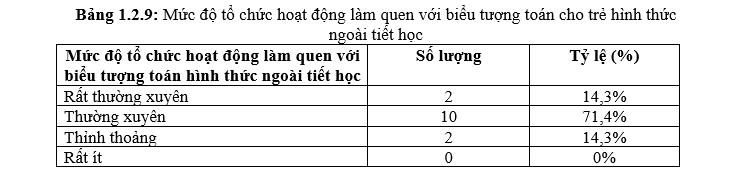 Bảng 1.2.9: Mức độ tổ chức hoạt động làm quen với biểu tượng toán cho trẻ hình thức
ngoài tiết học
Mức độ tổ chức hoạt động làm quen với biểu tượng toán hình thức ngoài tiết học Số lượng Tỷ lệ (%)
Rất thường xuyên 2 14,3%
Thường xuyên 10 71,4%
Thỉnh thoảng 2 14,3%
Rất ít 0 0%